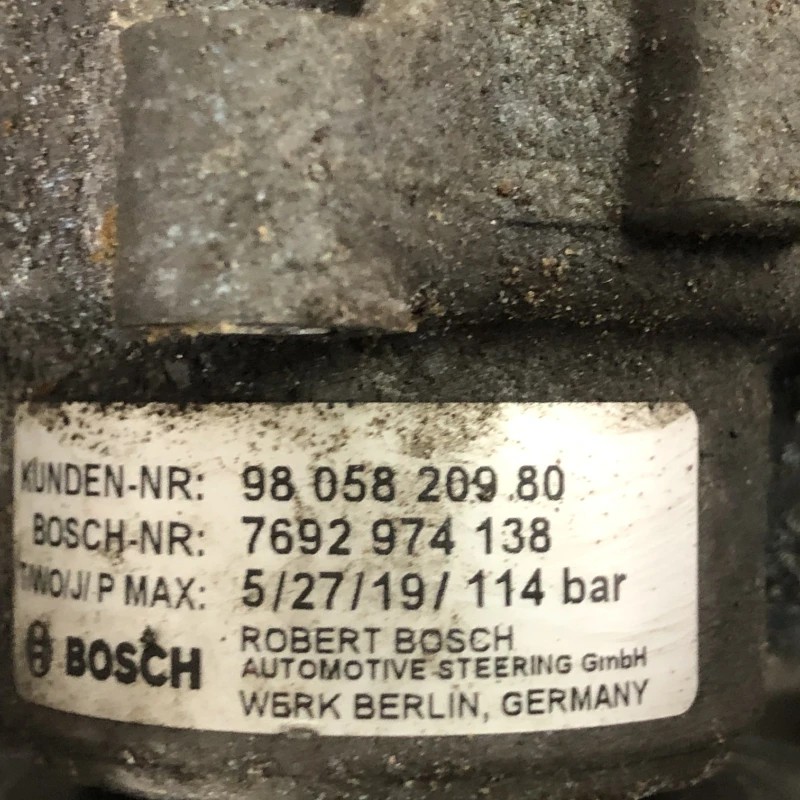 KUNDEN-NR: 98 058 209 80
BOSCH-NR: 7692 974 138
T/WO/J/ P MAX: 5/27/19/ 114 bar
BOSCH
ROBERT BOSCH
AUTOMOTIVE STEERING GmbH
WERK BERLIN, GERMANY